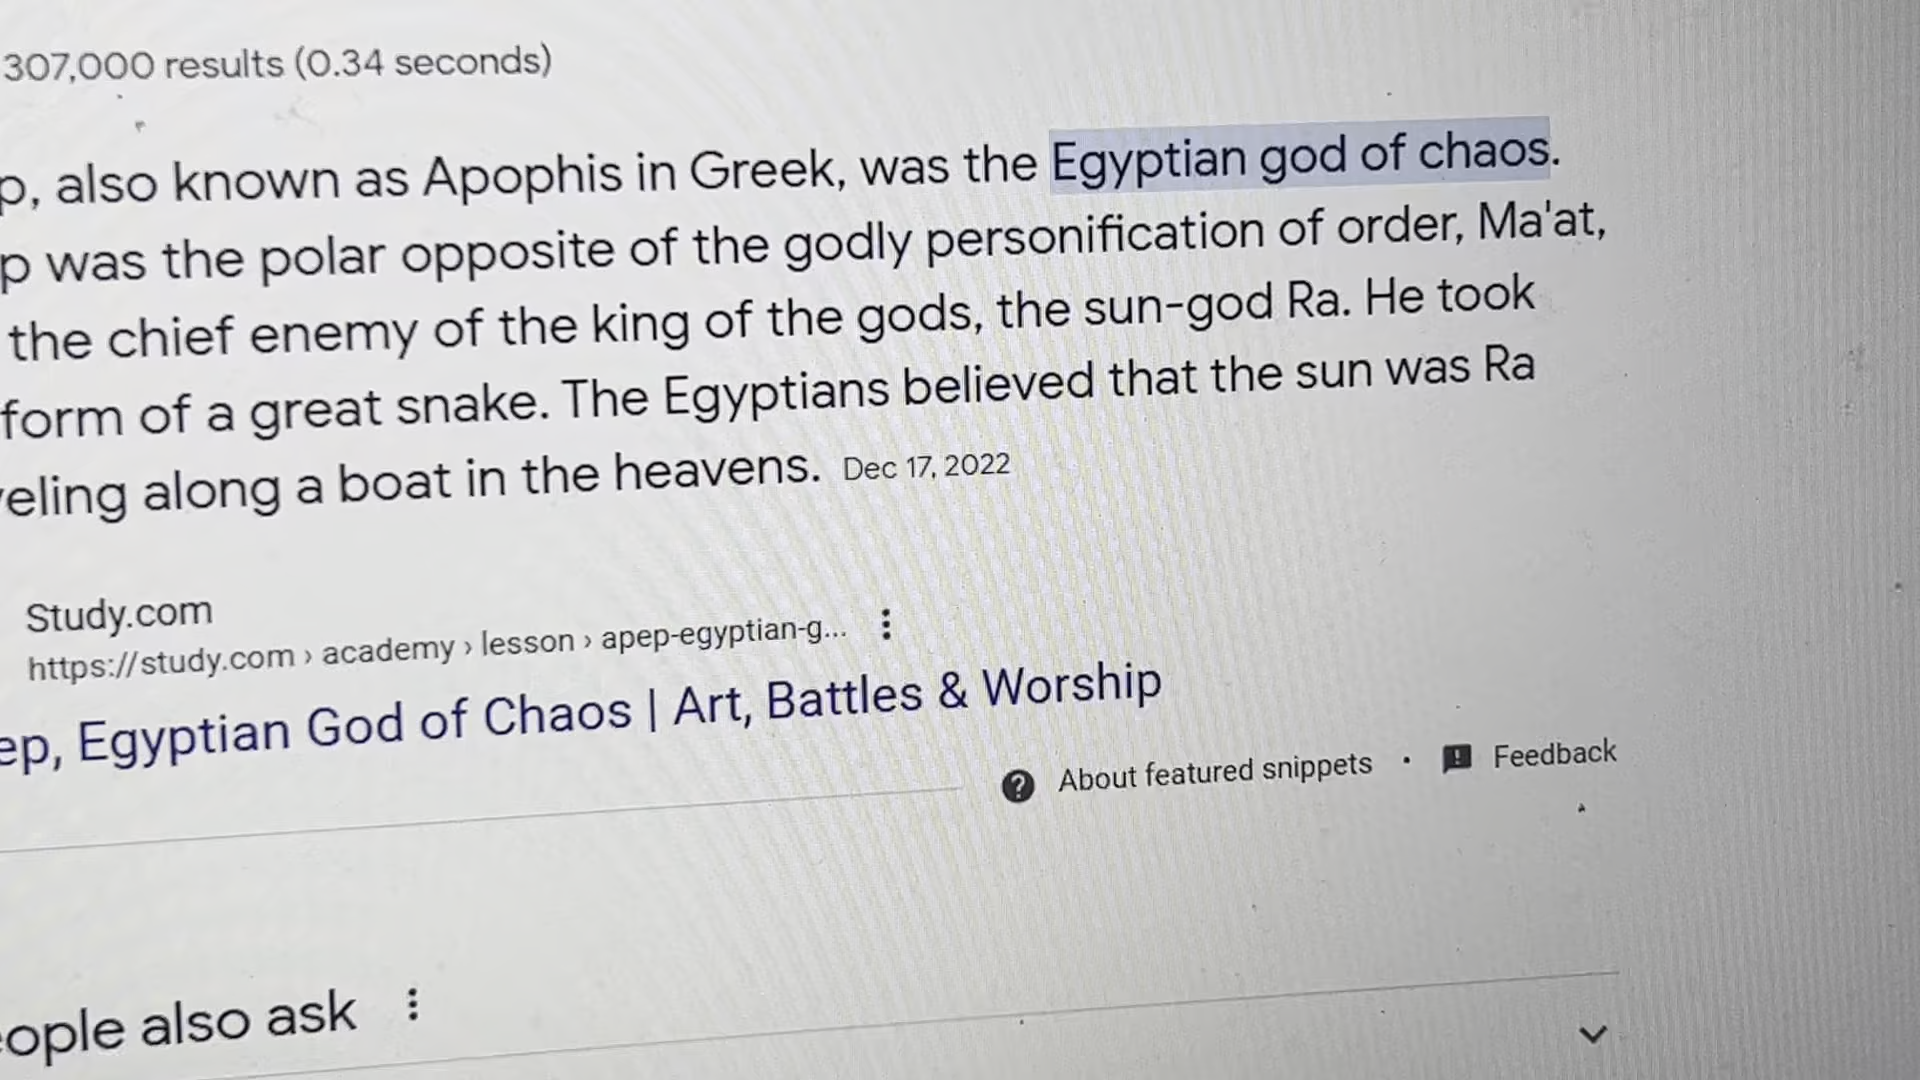 307,000 results (0.34 seconds)
p, also known as Apophis in Greek, was the Egyptian god of chaos.
p was the polar opposite of the godly personification of order, Ma'at,
the chief enemy of the king of the gods, the sun-god Ra. He took
form of a great snake. The Egyptians believed that the sun was Ra
veling along a boat in the heavens. Dec 17, 2022
Study.com
https://study.com › academy › lesson › apep-egyptian-g...
ep, Egyptian God of Chaos | Art, Battles & Worship
About featured snippets • Feedback
eople also ask